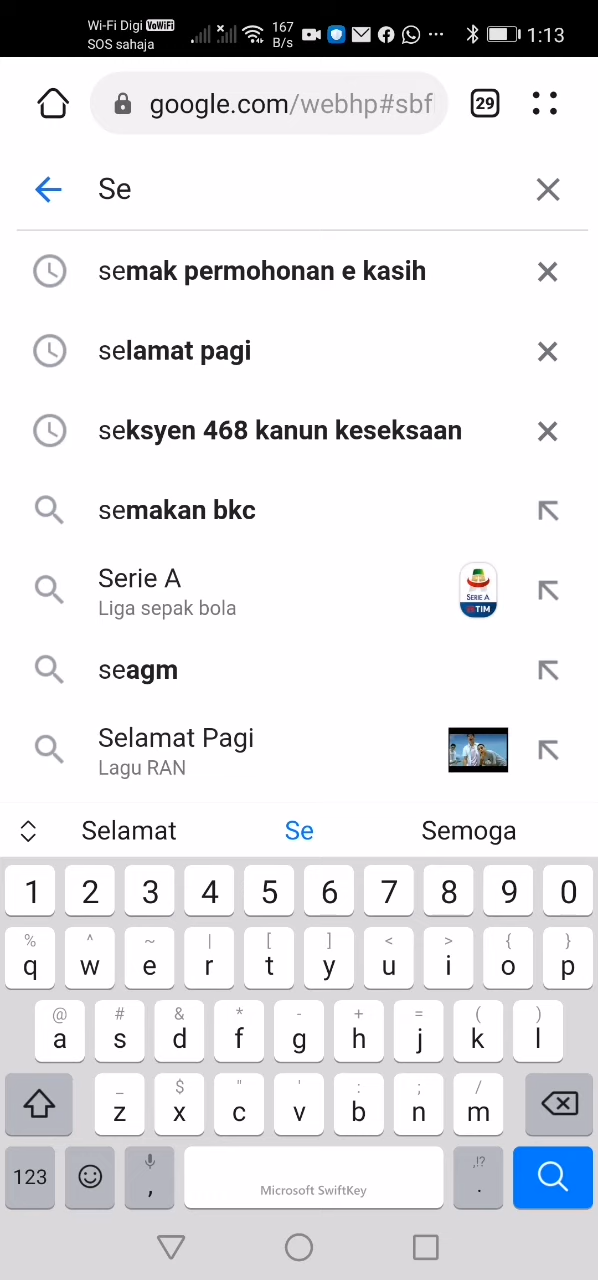 Wi-Fi Digi VoWiFi
SOS sahaja
167 B/s
1:13
google.com/webhp#sbf
29
Se
semak permohonan e kasih
selamat pagi
seksyen 468 kanun keseksaan
semakan bkc
Serie A
Liga sepak bola
SERIE A
TIM
seagm
Selamat Pagi
Lagu RAN
Selamat Se Semoga
1 2 3 4 5 6 7 8 9 0
% ^ ~ | [ ] < > { }
q w e r t y u i o p
@ # & * - + = ( )
a s d f g h j k l
_ $ " ' : ; /
z x c v b n m
,!?
123 , Microsoft SwiftKey .